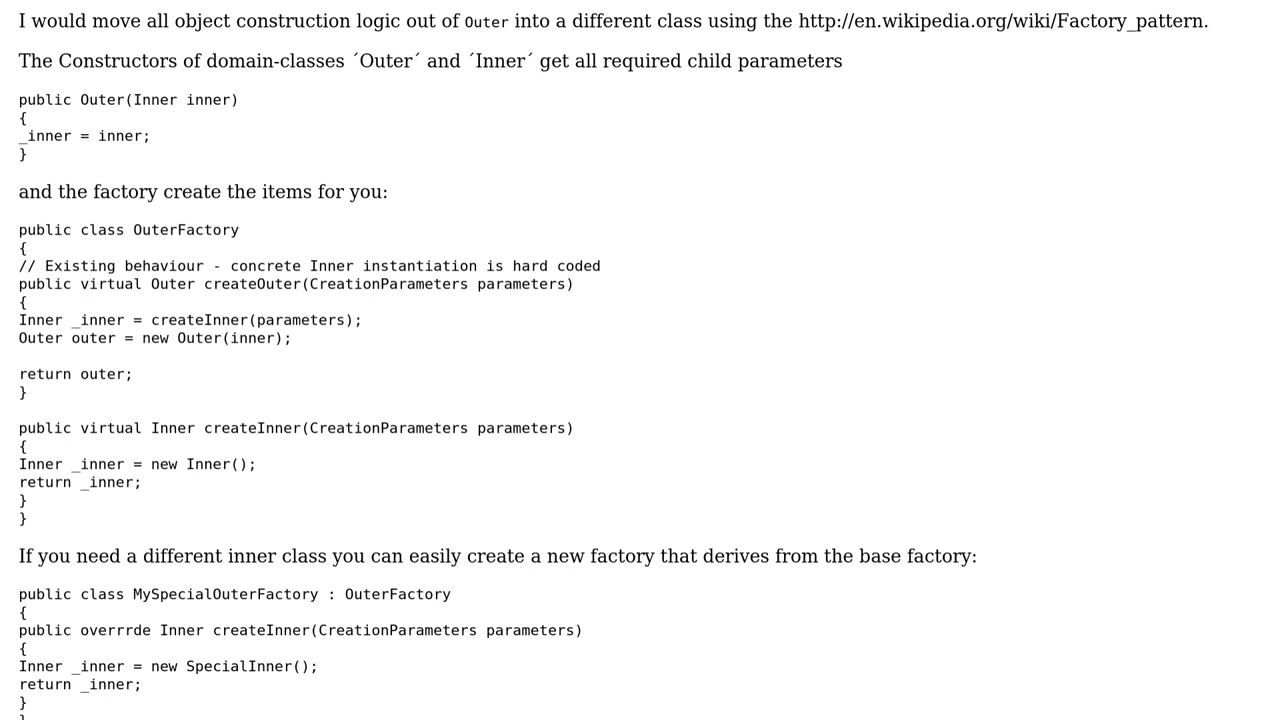 I would move all object construction logic out of Outer into a different class using the http://en.wikipedia.org/wiki/Factory_pattern.
The Constructors of domain-classes ´Outer´ and ´Inner´ get all required child parameters
public Outer(Inner inner)
{
_inner = inner;
}
and the factory create the items for you:
public class OuterFactory
{
// Existing behaviour - concrete Inner instantiation is hard coded
public virtual Outer createOuter(CreationParameters parameters)
{
Inner _inner = createInner(parameters);
Outer outer = new Outer(inner);
return outer;
}
public virtual Inner createInner(CreationParameters parameters)
{
Inner _inner = new Inner();
return _inner;
}
}
If you need a different inner class you can easily create a new factory that derives from the base factory:
public class MySpecialOuterFactory : OuterFactory
{
public overrrde Inner createInner(CreationParameters parameters)
{
Inner _inner = new SpecialInner();
return _inner;
}
}